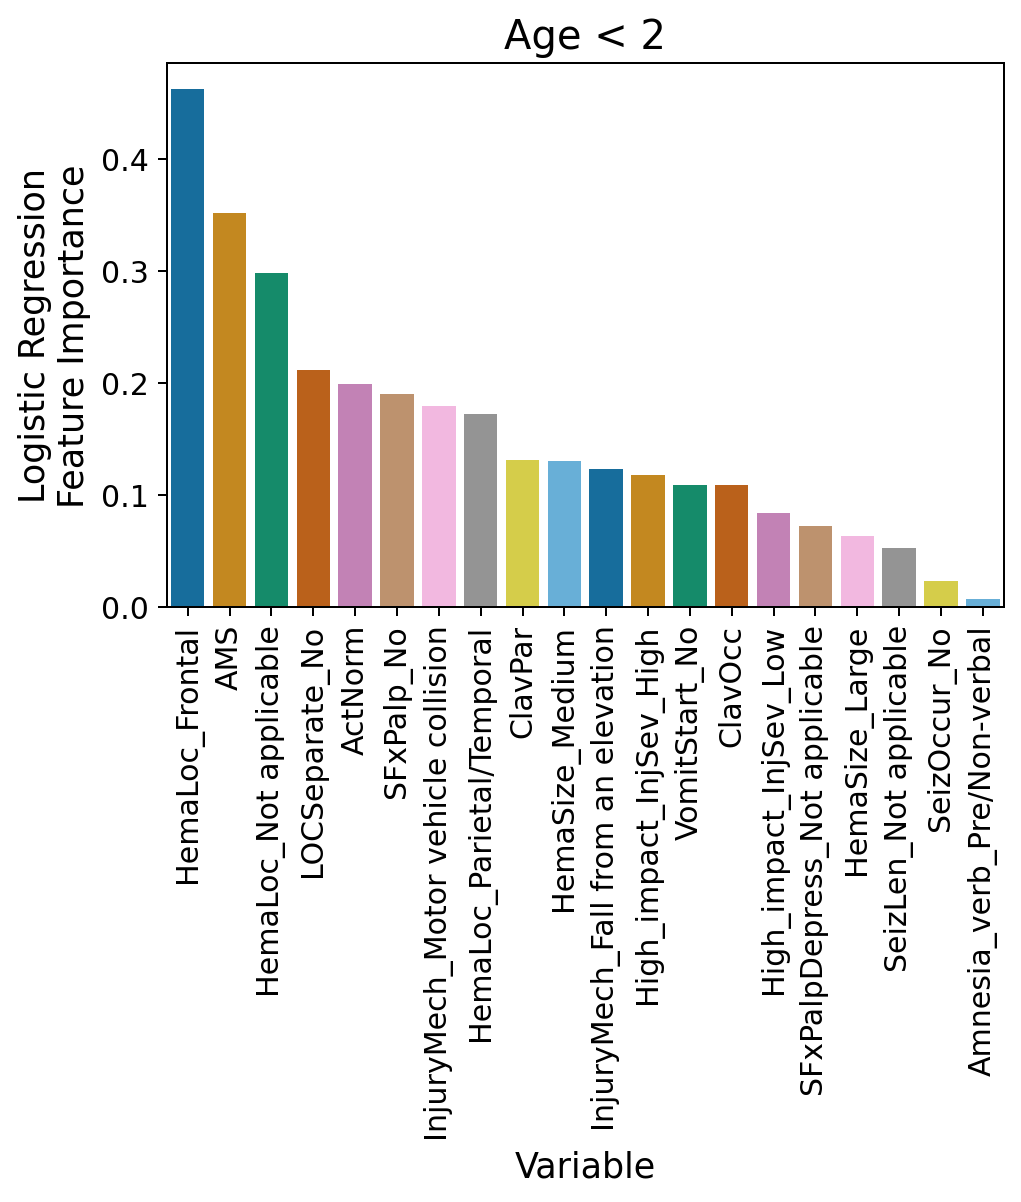 Age < 2
Logistic Regression
Feature Importance
0.4
0.3
0.2
0.1
0.0
HemaLoc_Frontal
AMS
HemaLoc_Not applicable
LOCSeparate_No
ActNorm
SFxPalp_No
InjuryMech_Motor vehicle collision
HemaLoc_Parietal/Temporal
ClavPar
HemaSize_Medium
InjuryMech_Fall from an elevation
High_impact_InjSev_High
VomitStart_No
ClavOcc
High_impact_InjSev_Low
SFxPalpDepress_Not applicable
HemaSize_Large
SeizLen_Not applicable
SeizOccur_No
Amnesia_verb_Pre/Non-verbal
Variable